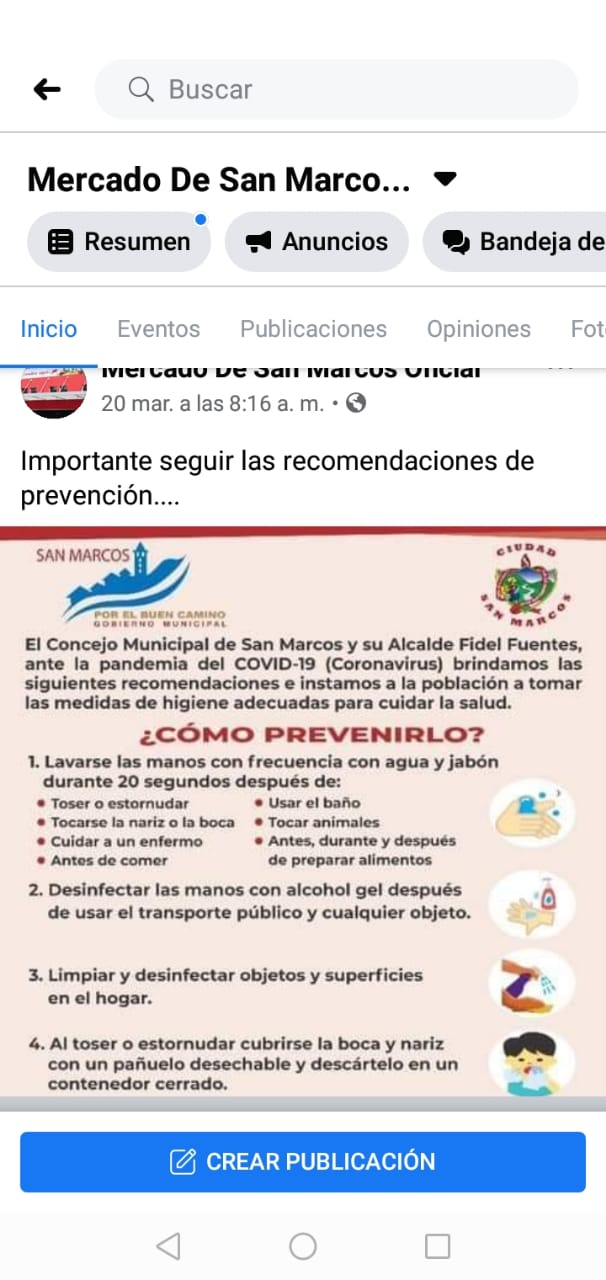 Buscar
Mercado De San Marco...
Resumen
Anuncios
Bandeja de
Inicio
Eventos
Publicaciones
Opiniones
Fot
Mercado De San Marcos Oficial
20 mar. a las 8:16 a. m. •
Importante seguir las recomendaciones de
prevención....
SAN MARCOS
POR EL BUEN CAMINO
GOBIERNO MUNICIPAL
CIUDAD
SAN MARCOS
El Concejo Municipal de San Marcos y su Alcalde Fidel Fuentes,
ante la pandemia del COVID-19 (Coronavirus) brindamos las
siguientes recomendaciones e instamos a la población a tomar
las medidas de higiene adecuadas para cuidar la salud.
¿CÓMO PREVENIRLO?
1. Lavarse las manos con frecuencia con agua y jabón
durante 20 segundos después de:
• Toser o estornudar
• Tocarse la nariz o la boca
• Cuidar a un enfermo
• Antes de comer
• Usar el baño
• Tocar animales
• Antes, durante y después
de preparar alimentos
2. Desinfectar las manos con alcohol gel después
de usar el transporte público y cualquier objeto.
3. Limpiar y desinfectar objetos y superficies
en el hogar.
4. Al toser o estornudar cubrirse la boca y nariz
con un pañuelo desechable y descártelo en un
contenedor cerrado.
CREAR PUBLICACIÓN